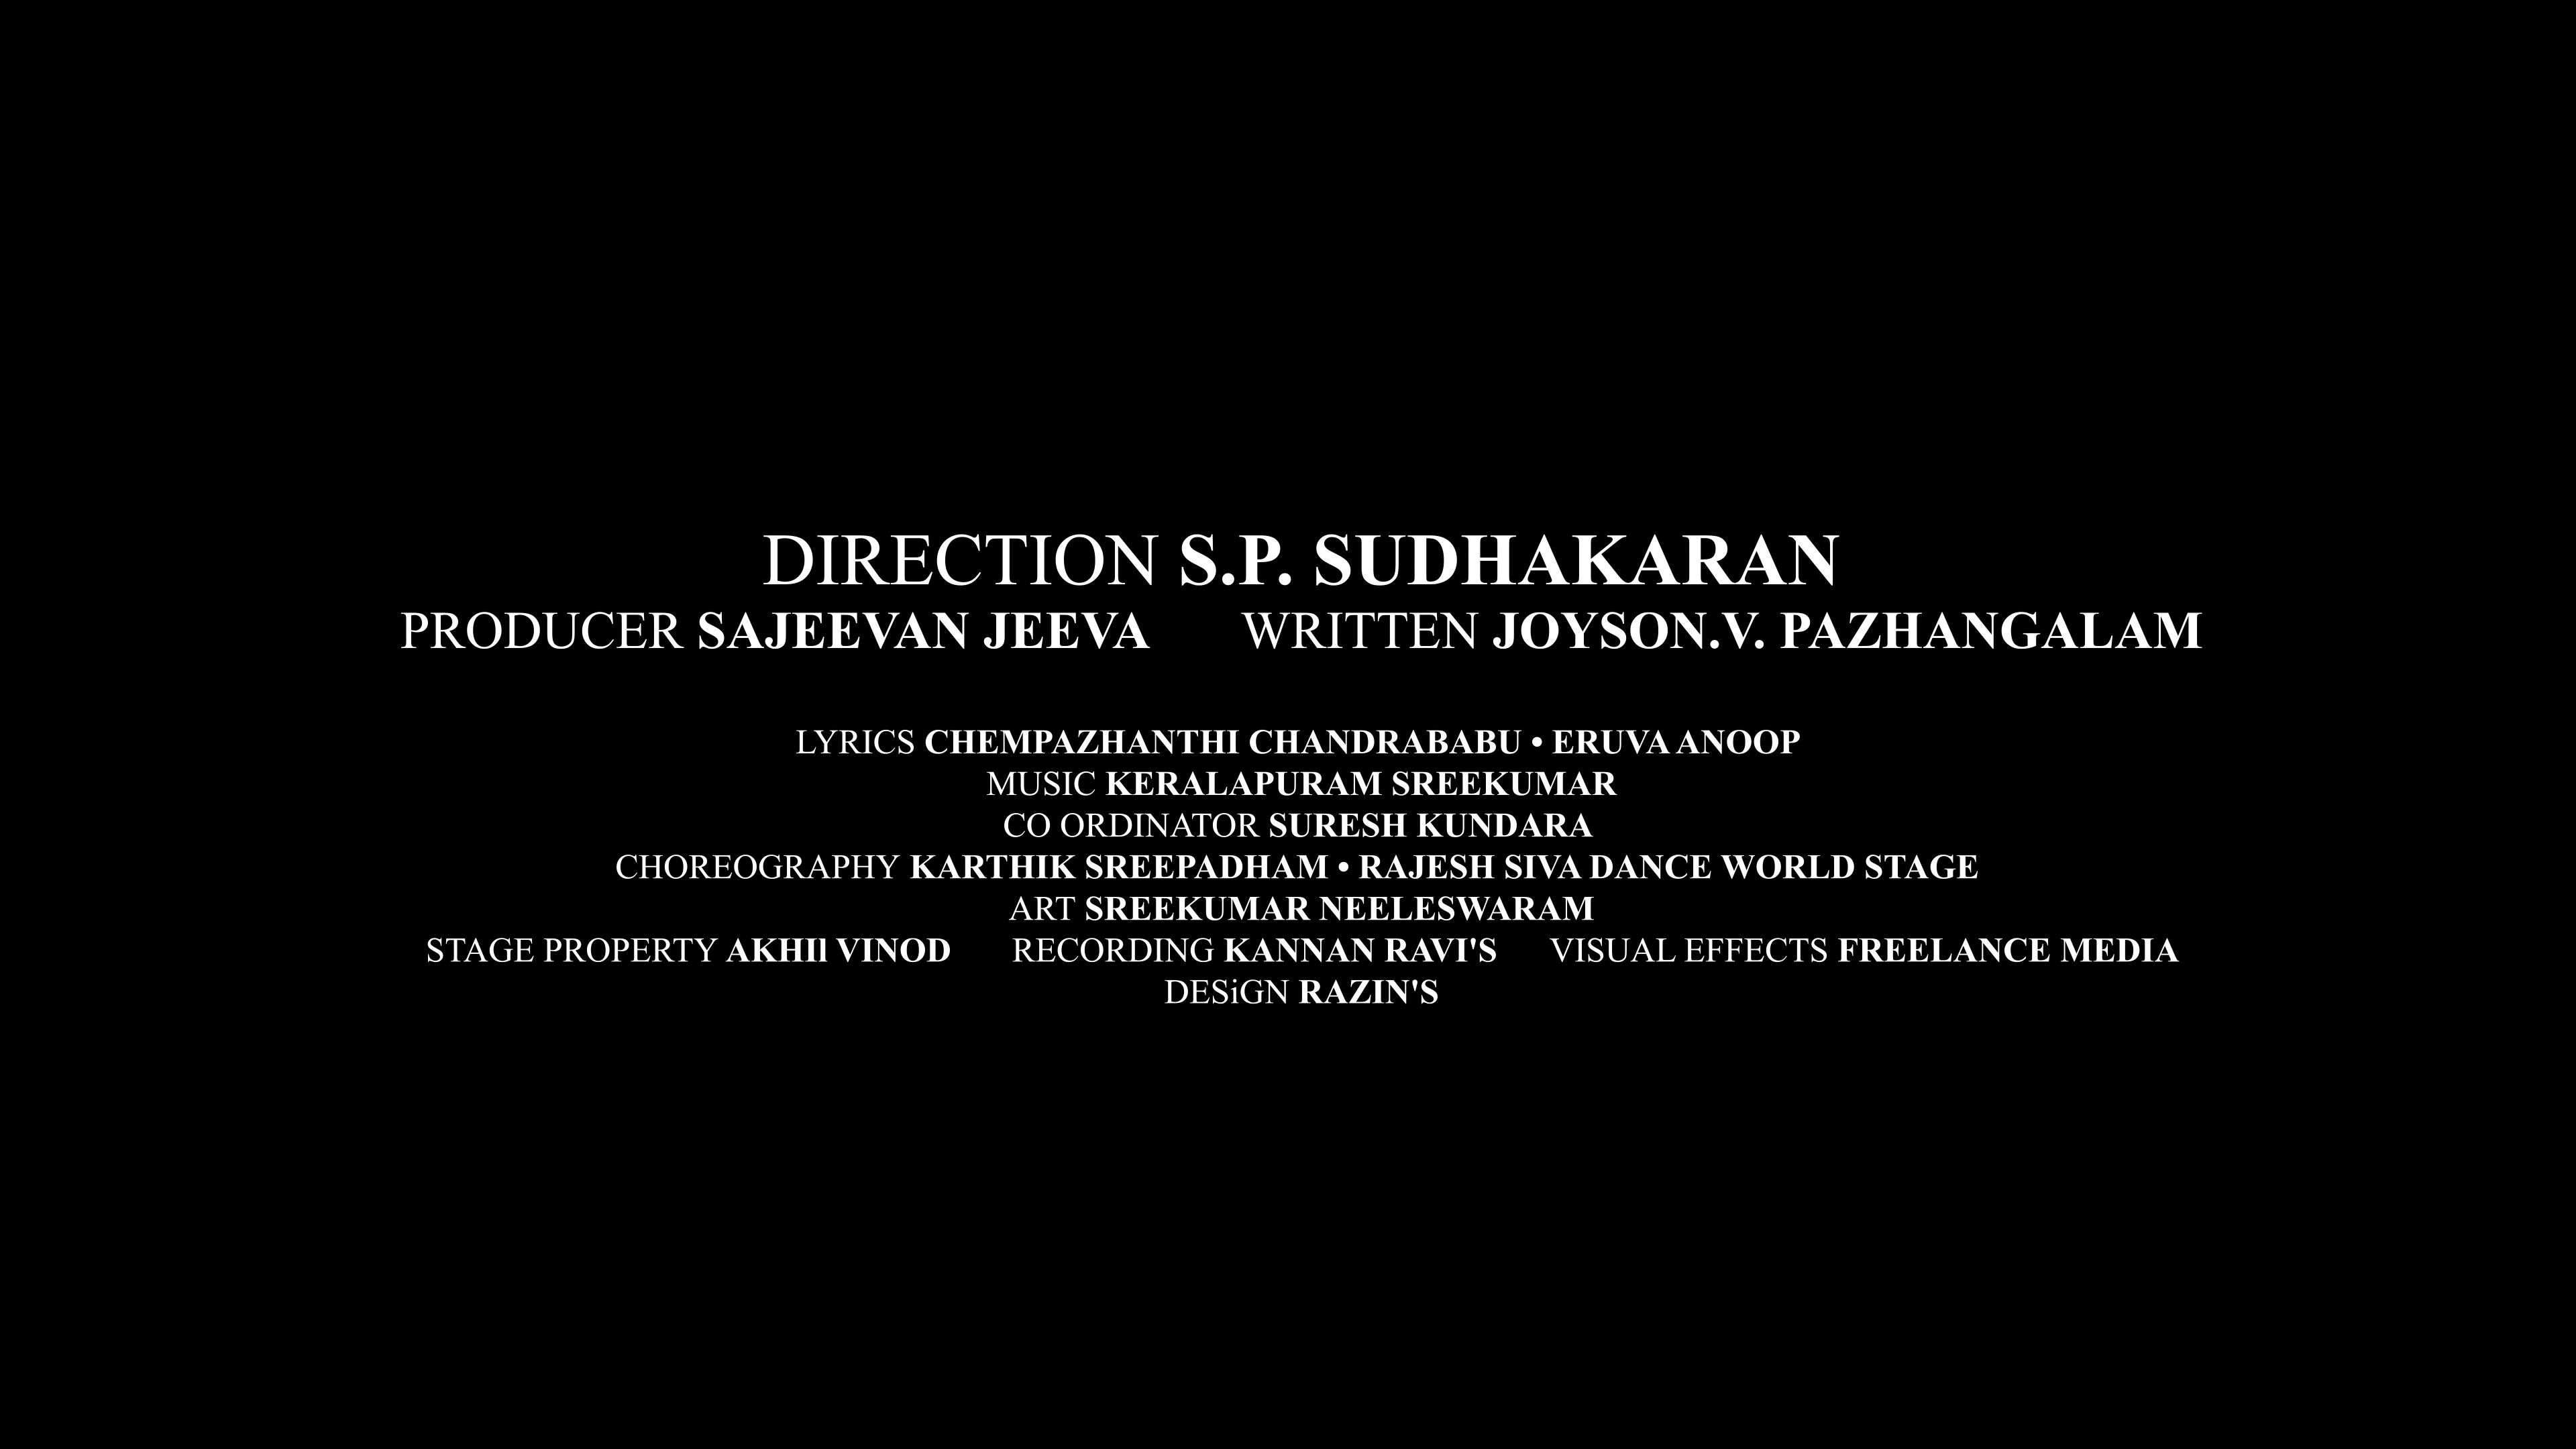 DIRECTION S.P. SUDHAKARAN
PRODUCER SAJEEVAN JEEVA WRITTEN JOYSON.V. PAZHANGALAM
LYRICS CHEMPAZHANTHI CHANDRABABU • ERUVA ANOOP
MUSIC KERALAPURAM SREEKUMAR
CO ORDINATOR SURESH KUNDARA
CHOREOGRAPHY KARTHIK SREEPADHAM • RAJESH SIVA DANCE WORLD STAGE
ART SREEKUMAR NEELESWARAM
STAGE PROPERTY AKHIl VINOD RECORDING KANNAN RAVI'S VISUAL EFFECTS FREELANCE MEDIA
DESiGN RAZIN'S